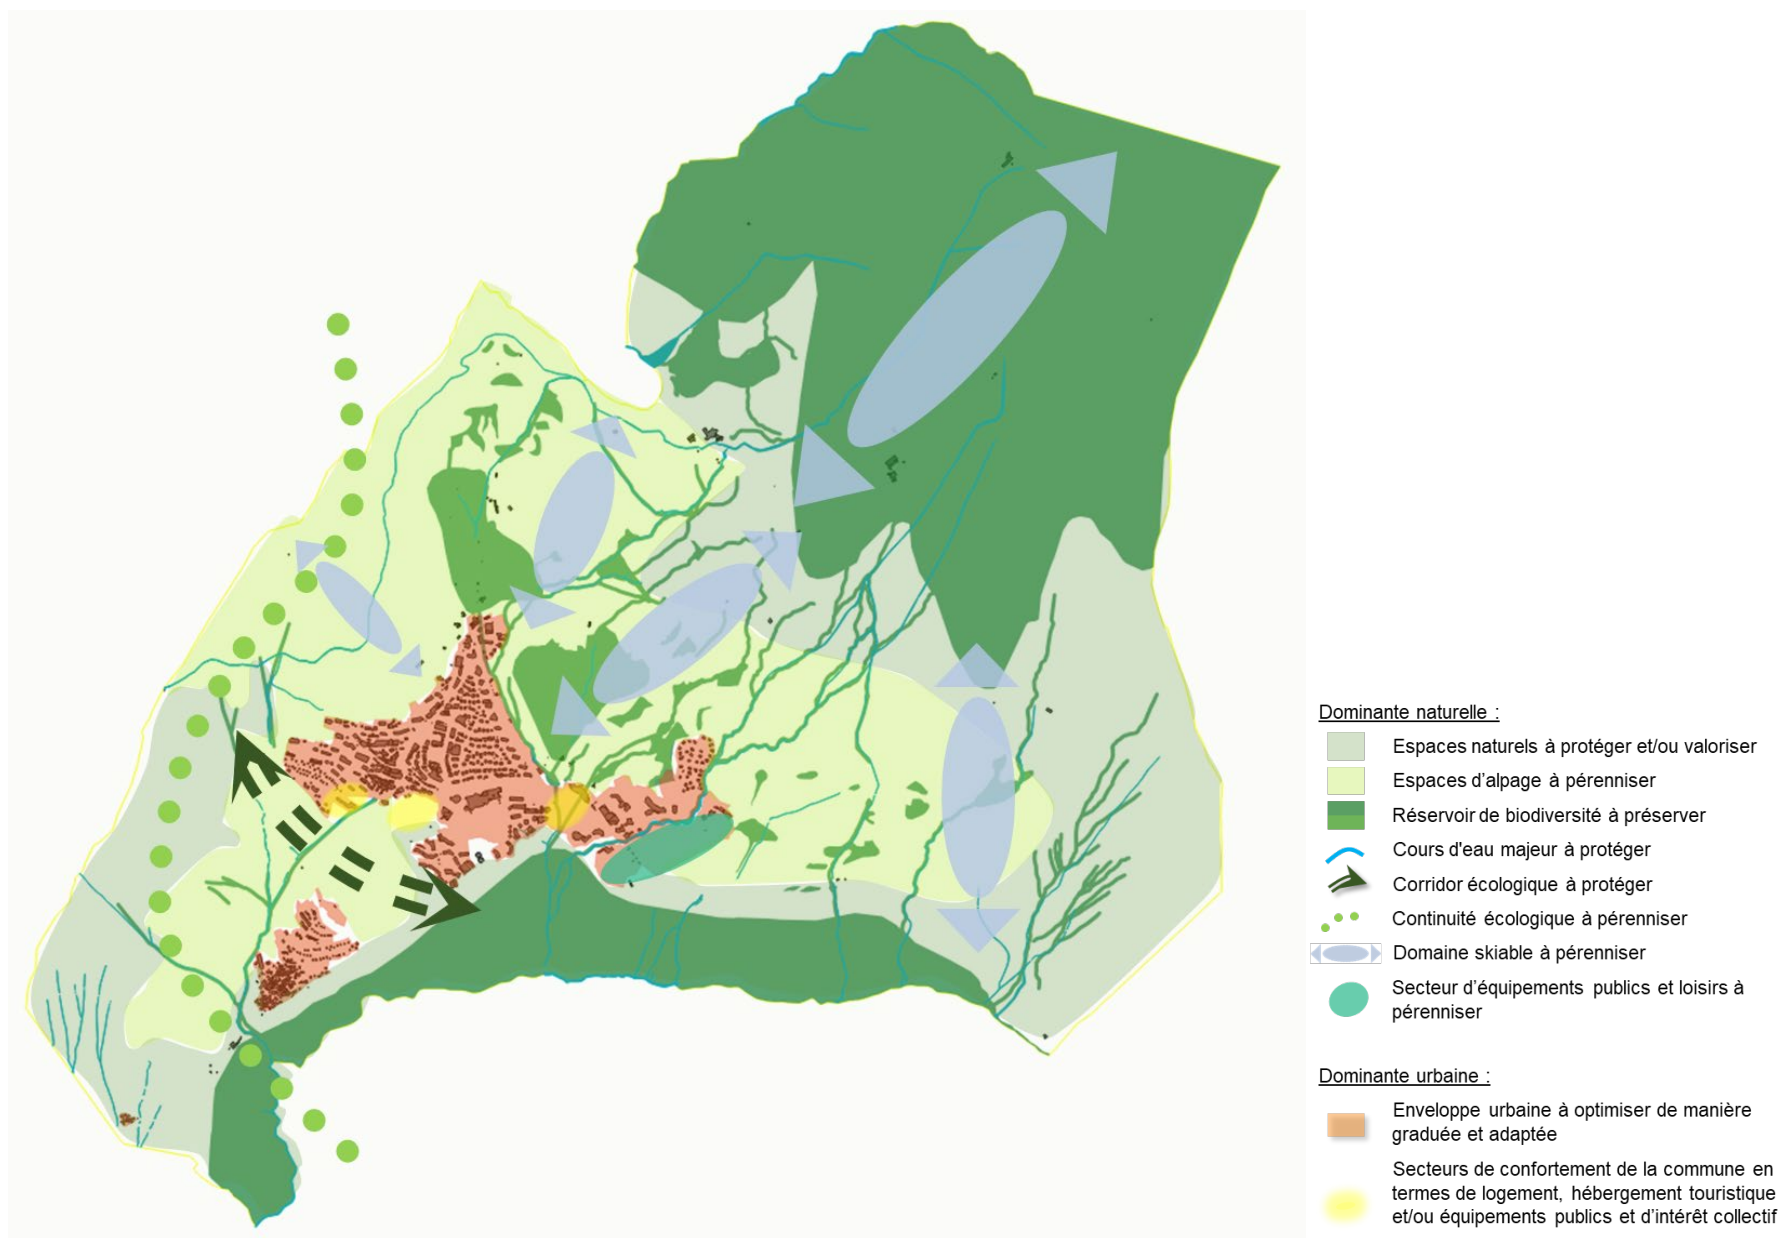 Dominante naturelle :
Espaces naturels à protéger et/ou valoriser
Espaces d'alpage à pérenniser
Réservoir de biodiversité à préserver
Cours d'eau majeur à protéger
Corridor écologique à protéger
Continuité écologique à pérenniser
Domaine skiable à pérenniser
Secteur d'équipements publics et loisirs à
pérenniser
Dominante urbaine :
Enveloppe urbaine à optimiser de manière
graduée et adaptée
Secteurs de confortement de la commune en
termes de logement, hébergement touristique
et/ou équipements publics et d'intérêt collectif